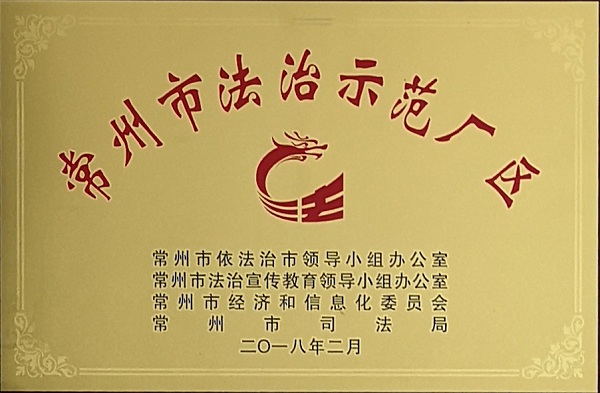 常州市法治示范厂区
常州市依法治市领导小组办公室
常州市法治宣传教育领导小组办公室
常州市经济和信息化委员会
常州市司法局
二〇一八年二月